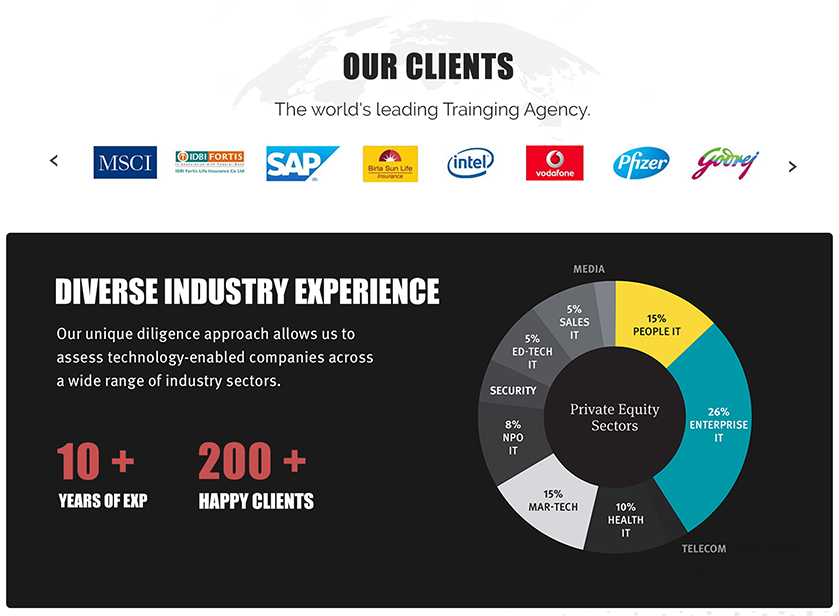 OUR CLIENTS
The world's leading Trainging Agency.
MSCI
IDBI FORTIS
IDBI Fortis Life Insurance Co Ltd
SAP
Birla Sun Life
Insurance
intel
vodafone
Pfizer
Godrej
DIVERSE INDUSTRY EXPERIENCE
Our unique diligence approach allows us to
assess technology-enabled companies across
a wide range of industry sectors.
10 +
YEARS OF EXP
200 +
HAPPY CLIENTS
MEDIA
15%
PEOPLE IT
26%
ENTERPRISE
IT
TELECOM
10%
HEALTH
IT
15%
MAR-TECH
8%
NPO
IT
SECURITY
5%
ED-TECH
IT
5%
SALES
IT
Private Equity
Sectors